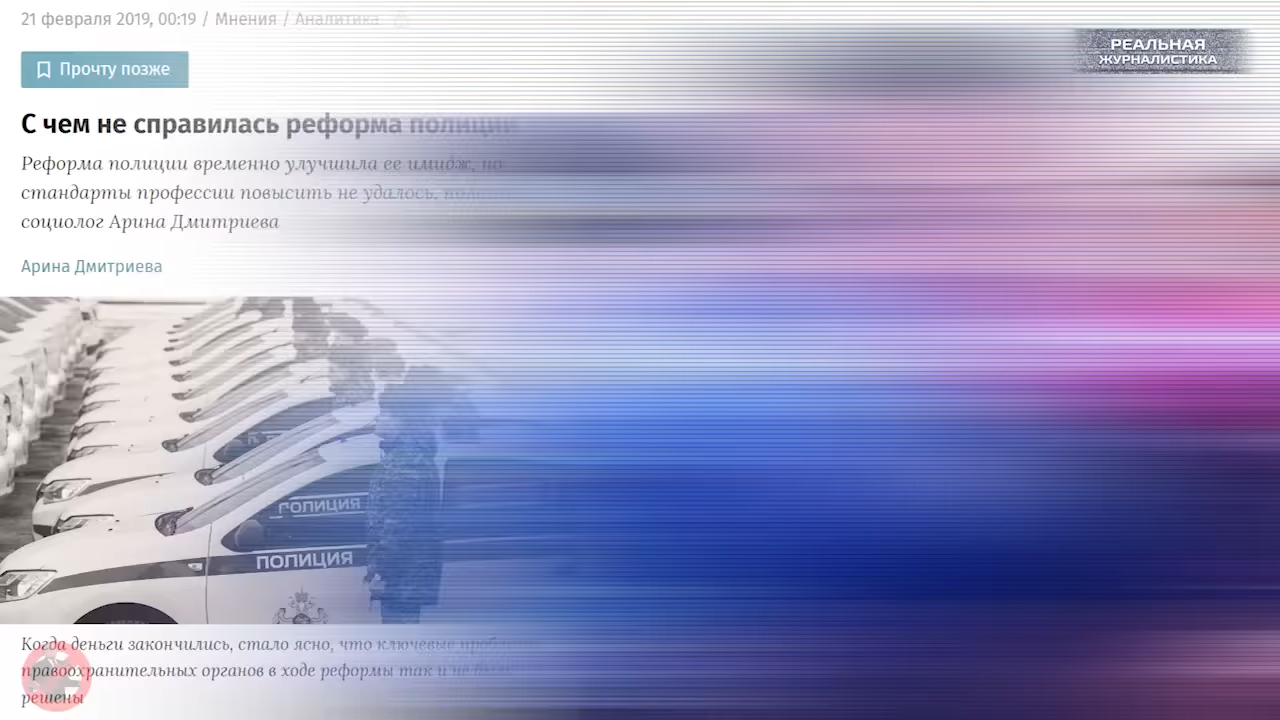 21 февраля 2019, 00:19 / Мнения / Аналитика
РЕАЛЬНАЯ
ЖУРНАЛИСТИКА
Прочту позже
С чем не справилась реформа полиции
Реформа полиции временно улучшила ее имидж, но
стандарты профессии повысить не удалось,
социолог Арина Дмитриева
Арина Дмитриева
ПОЛИЦИЯ
ПОЛИЦИЯ
Когда деньги закончились, стало ясно, что ключевые
правоохранительных органов в ходе реформы так и не
решены